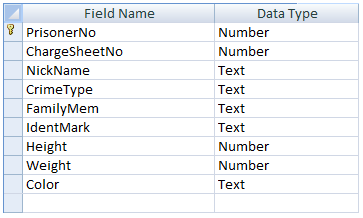 Field Name Data Type
PrisonerNo Number
ChargeSheetNo Number
NickName Text
CrimeType Text
FamilyMem Text
IdentMark Text
Height Number
Weight Number
Color Text